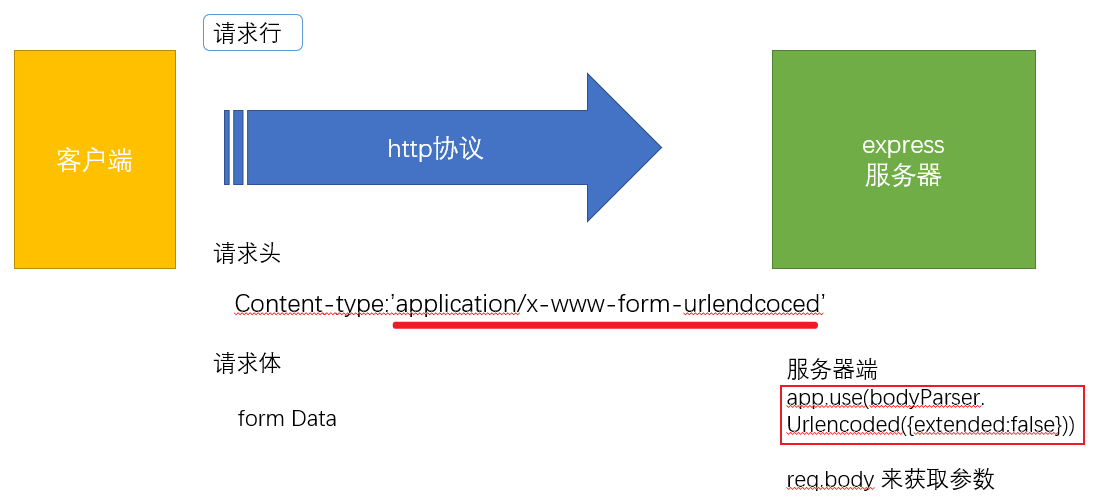 请求行
客户端
http协议
express
服务器
请求头
Content-type:'application/x-www-form-urlendcoced'
请求体
form Data
服务器端
app.use(bodyParser.
Urlencoded({extended:false}))
req.body 来获取参数